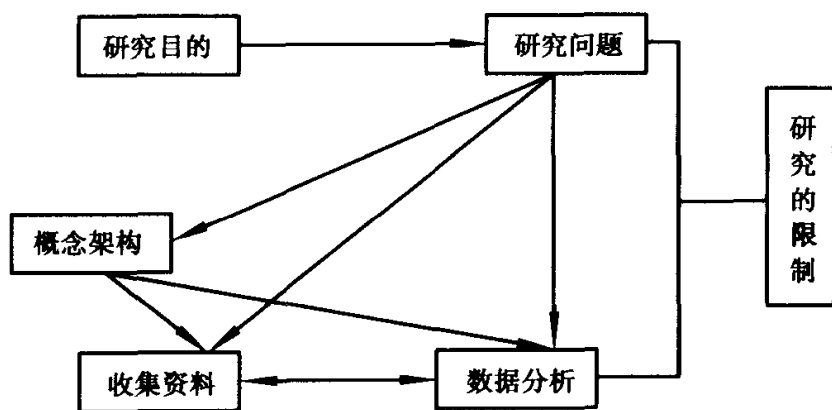 研究目的
研究问题
研究的限制
概念架构
收集资料
数据分析